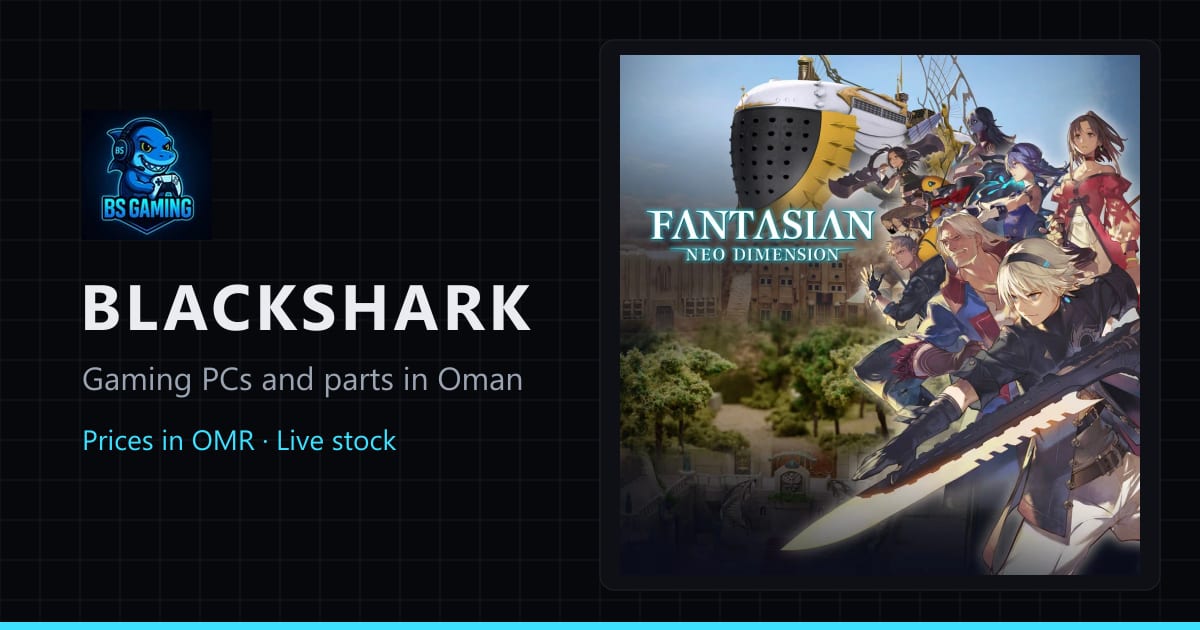 BS
BS GAMING
BLACKSHARK
Gaming PCs and parts in Oman
Prices in OMR · Live stock
FANTASIAN
NEO DIMENSION